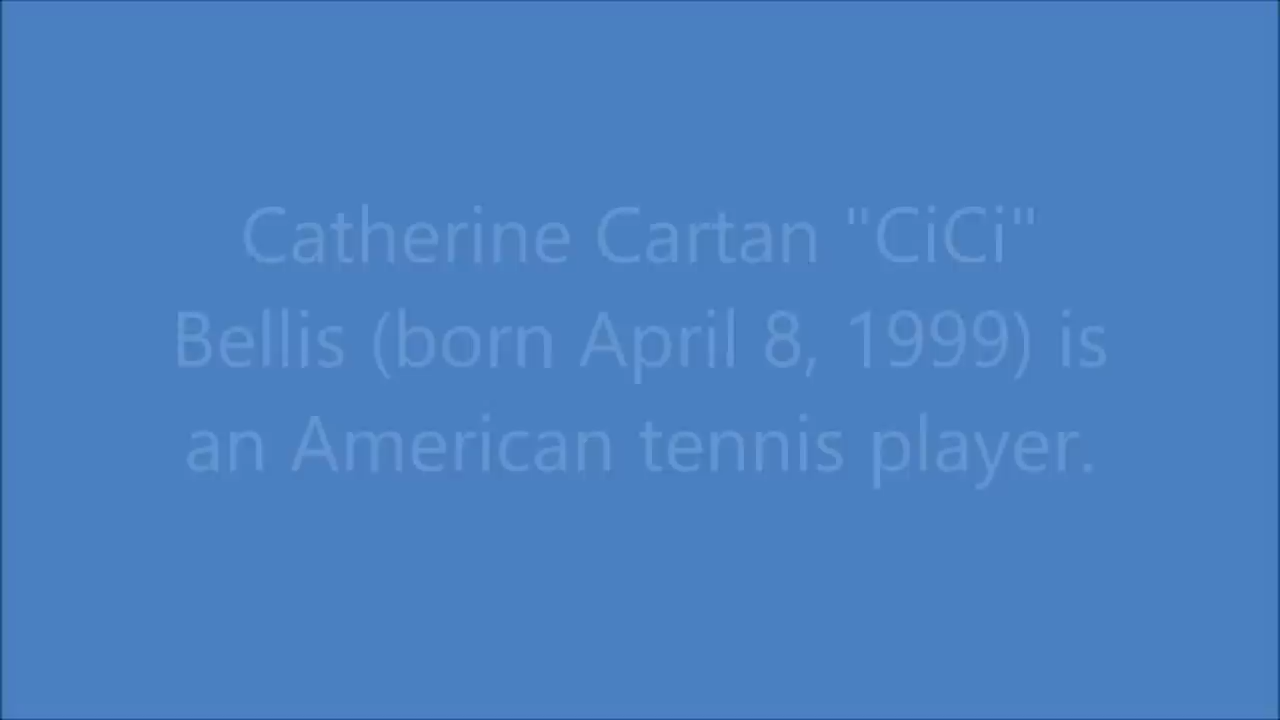 Catherine Cartan "CiCi"
Bellis (born April 8, 1999) is
an American tennis player.